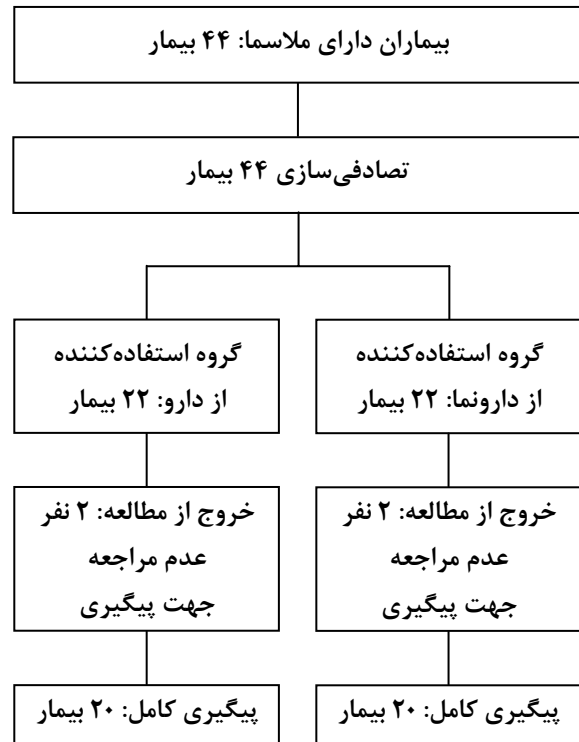 بیماران دارای ملاسما: ۴۴ بیمار
تصادفی‌سازی ۴۴ بیمار
گروه استفاده‌کننده
از دارونما: ۲۲ بیمار
گروه استفاده‌کننده
از دارو: ۲۲ بیمار
خروج از مطالعه: ۲ نفر
عدم مراجعه
جهت پیگیری
خروج از مطالعه: ۲ نفر
عدم مراجعه
جهت پیگیری
پیگیری کامل: ۲۰ بیمار
پیگیری کامل: ۲۰ بیمار